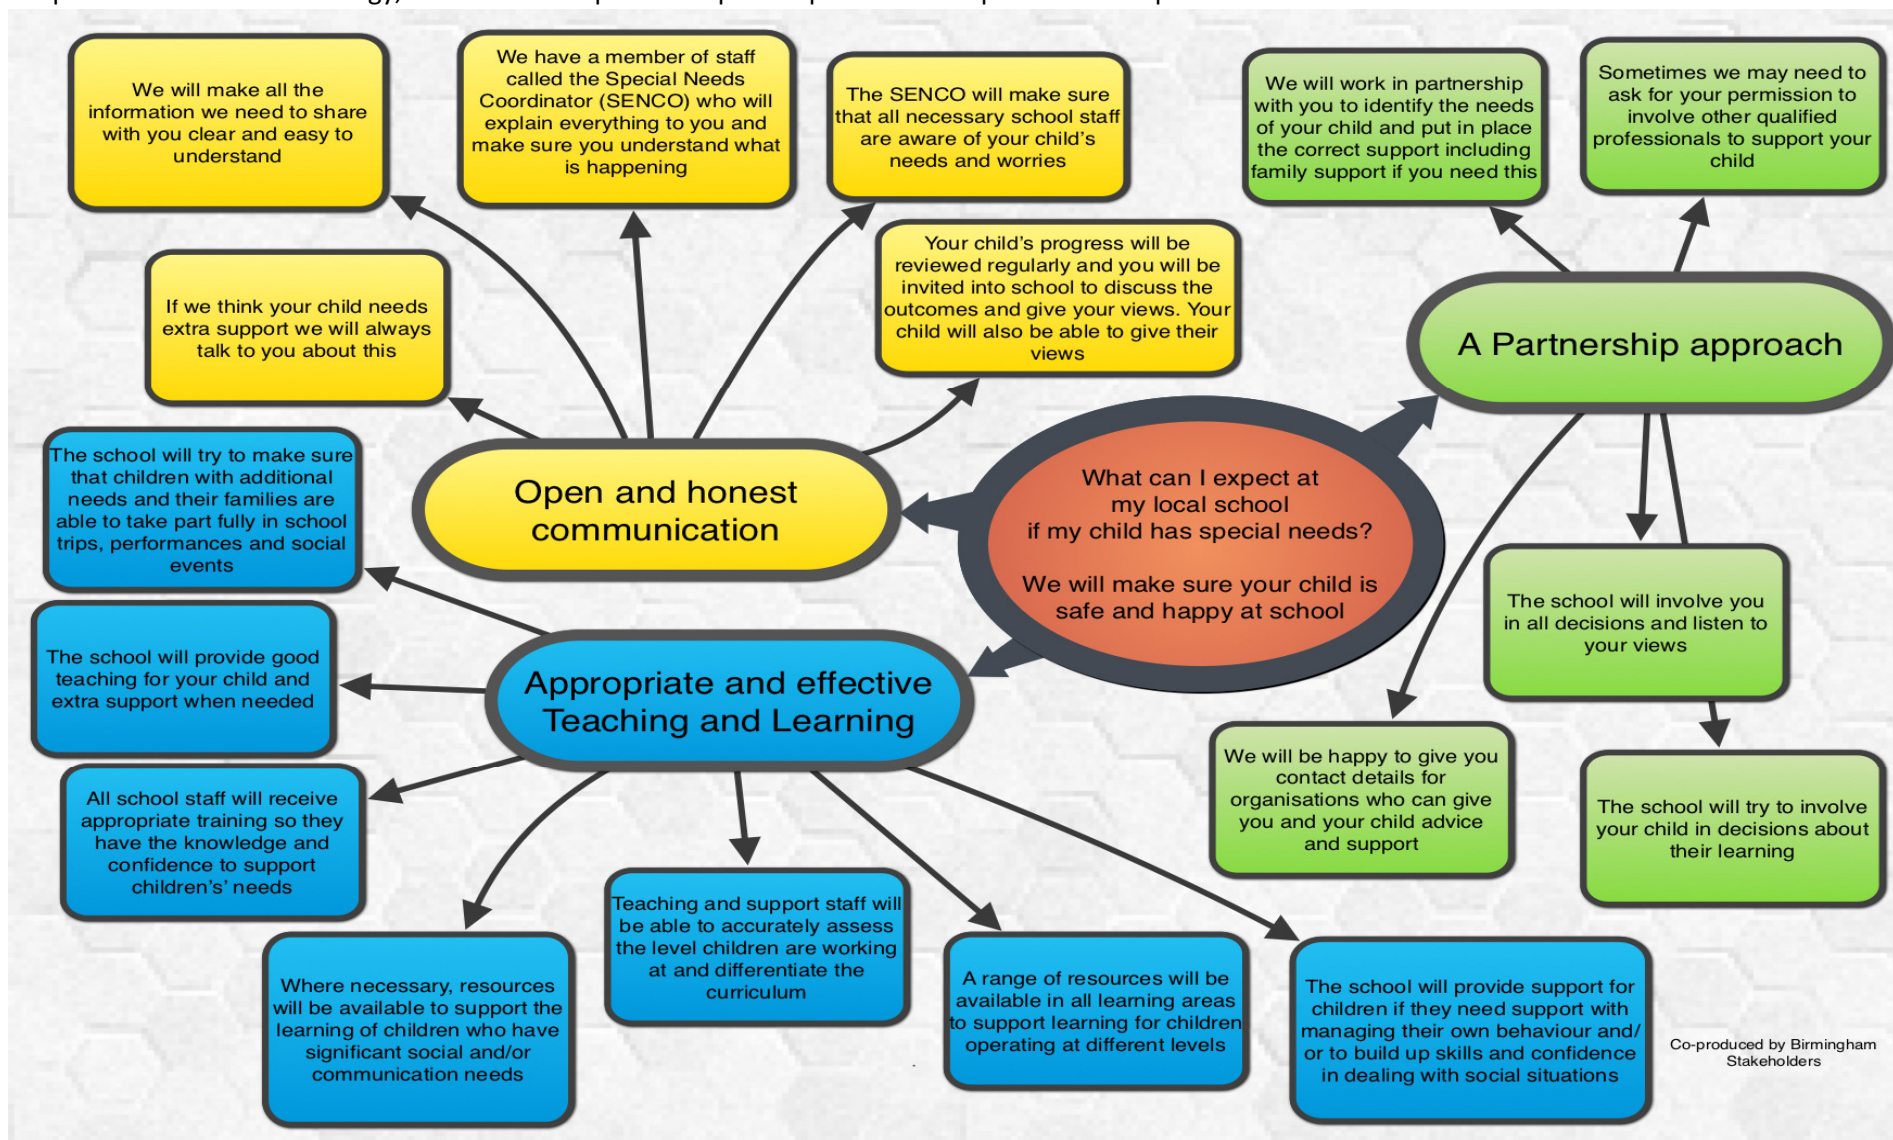 We will make all the
information we need to share
with you clear and easy to
understand
We have a member of staff
called the Special Needs
Coordinator (SENCO) who will
explain everything to you and
make sure you understand what
is happening
The SENCO will make sure
that all necessary school staff
are aware of your child's
needs and worries
We will work in partnership
with you to identify the needs
of your child and put in place
the correct support including
family support if you need this
Sometimes we may need to
ask for your permission to
involve other qualified
professionals to support your
child
If we think your child needs
extra support we will always
talk to you about this
Your child's progress will be
reviewed regularly and you will be
invited into school to discuss the
outcomes and give your views. Your
child will also be able to give their
views
A Partnership approach
Open and honest
communication
What can I expect at
my local school
if my child has special needs?
We will make sure your child is
safe and happy at school
The school will try to make sure
that children with additional
needs and their families are
able to take part fully in school
trips, performances and social
events
The school will involve you
in all decisions and listen to
your views
The school will provide good
teaching for your child and
extra support when needed
Appropriate and effective
Teaching and Learning
We will be happy to give you
contact details for
organisations who can give
you and your child advice
and support
The school will try to involve
your child in decisions about
their learning
All school staff will receive
appropriate training so they
have the knowledge and
confidence to support
children's' needs
Where necessary, resources
will be available to support the
learning of children who have
significant social and/or
communication needs
Teaching and support staff will
be able to accurately assess
the level children are working
at and differentiate the
curriculum
A range of resources will be
available in all learning areas
to support learning for children
operating at different levels
The school will provide support for
children if they need support with
managing their own behaviour and/
or to build up skills and confidence
in dealing with social situations
Co-produced by Birmingham
Stakeholders